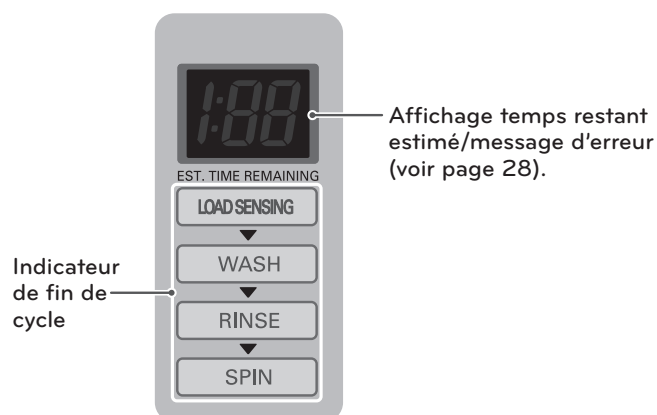 1:88
EST. TIME REMAINING
LOAD SENSING
WASH
RINSE
SPIN
Affichage temps restant
estimé/message d'erreur
(voir page 28).
Indicateur
de fin de
cycle